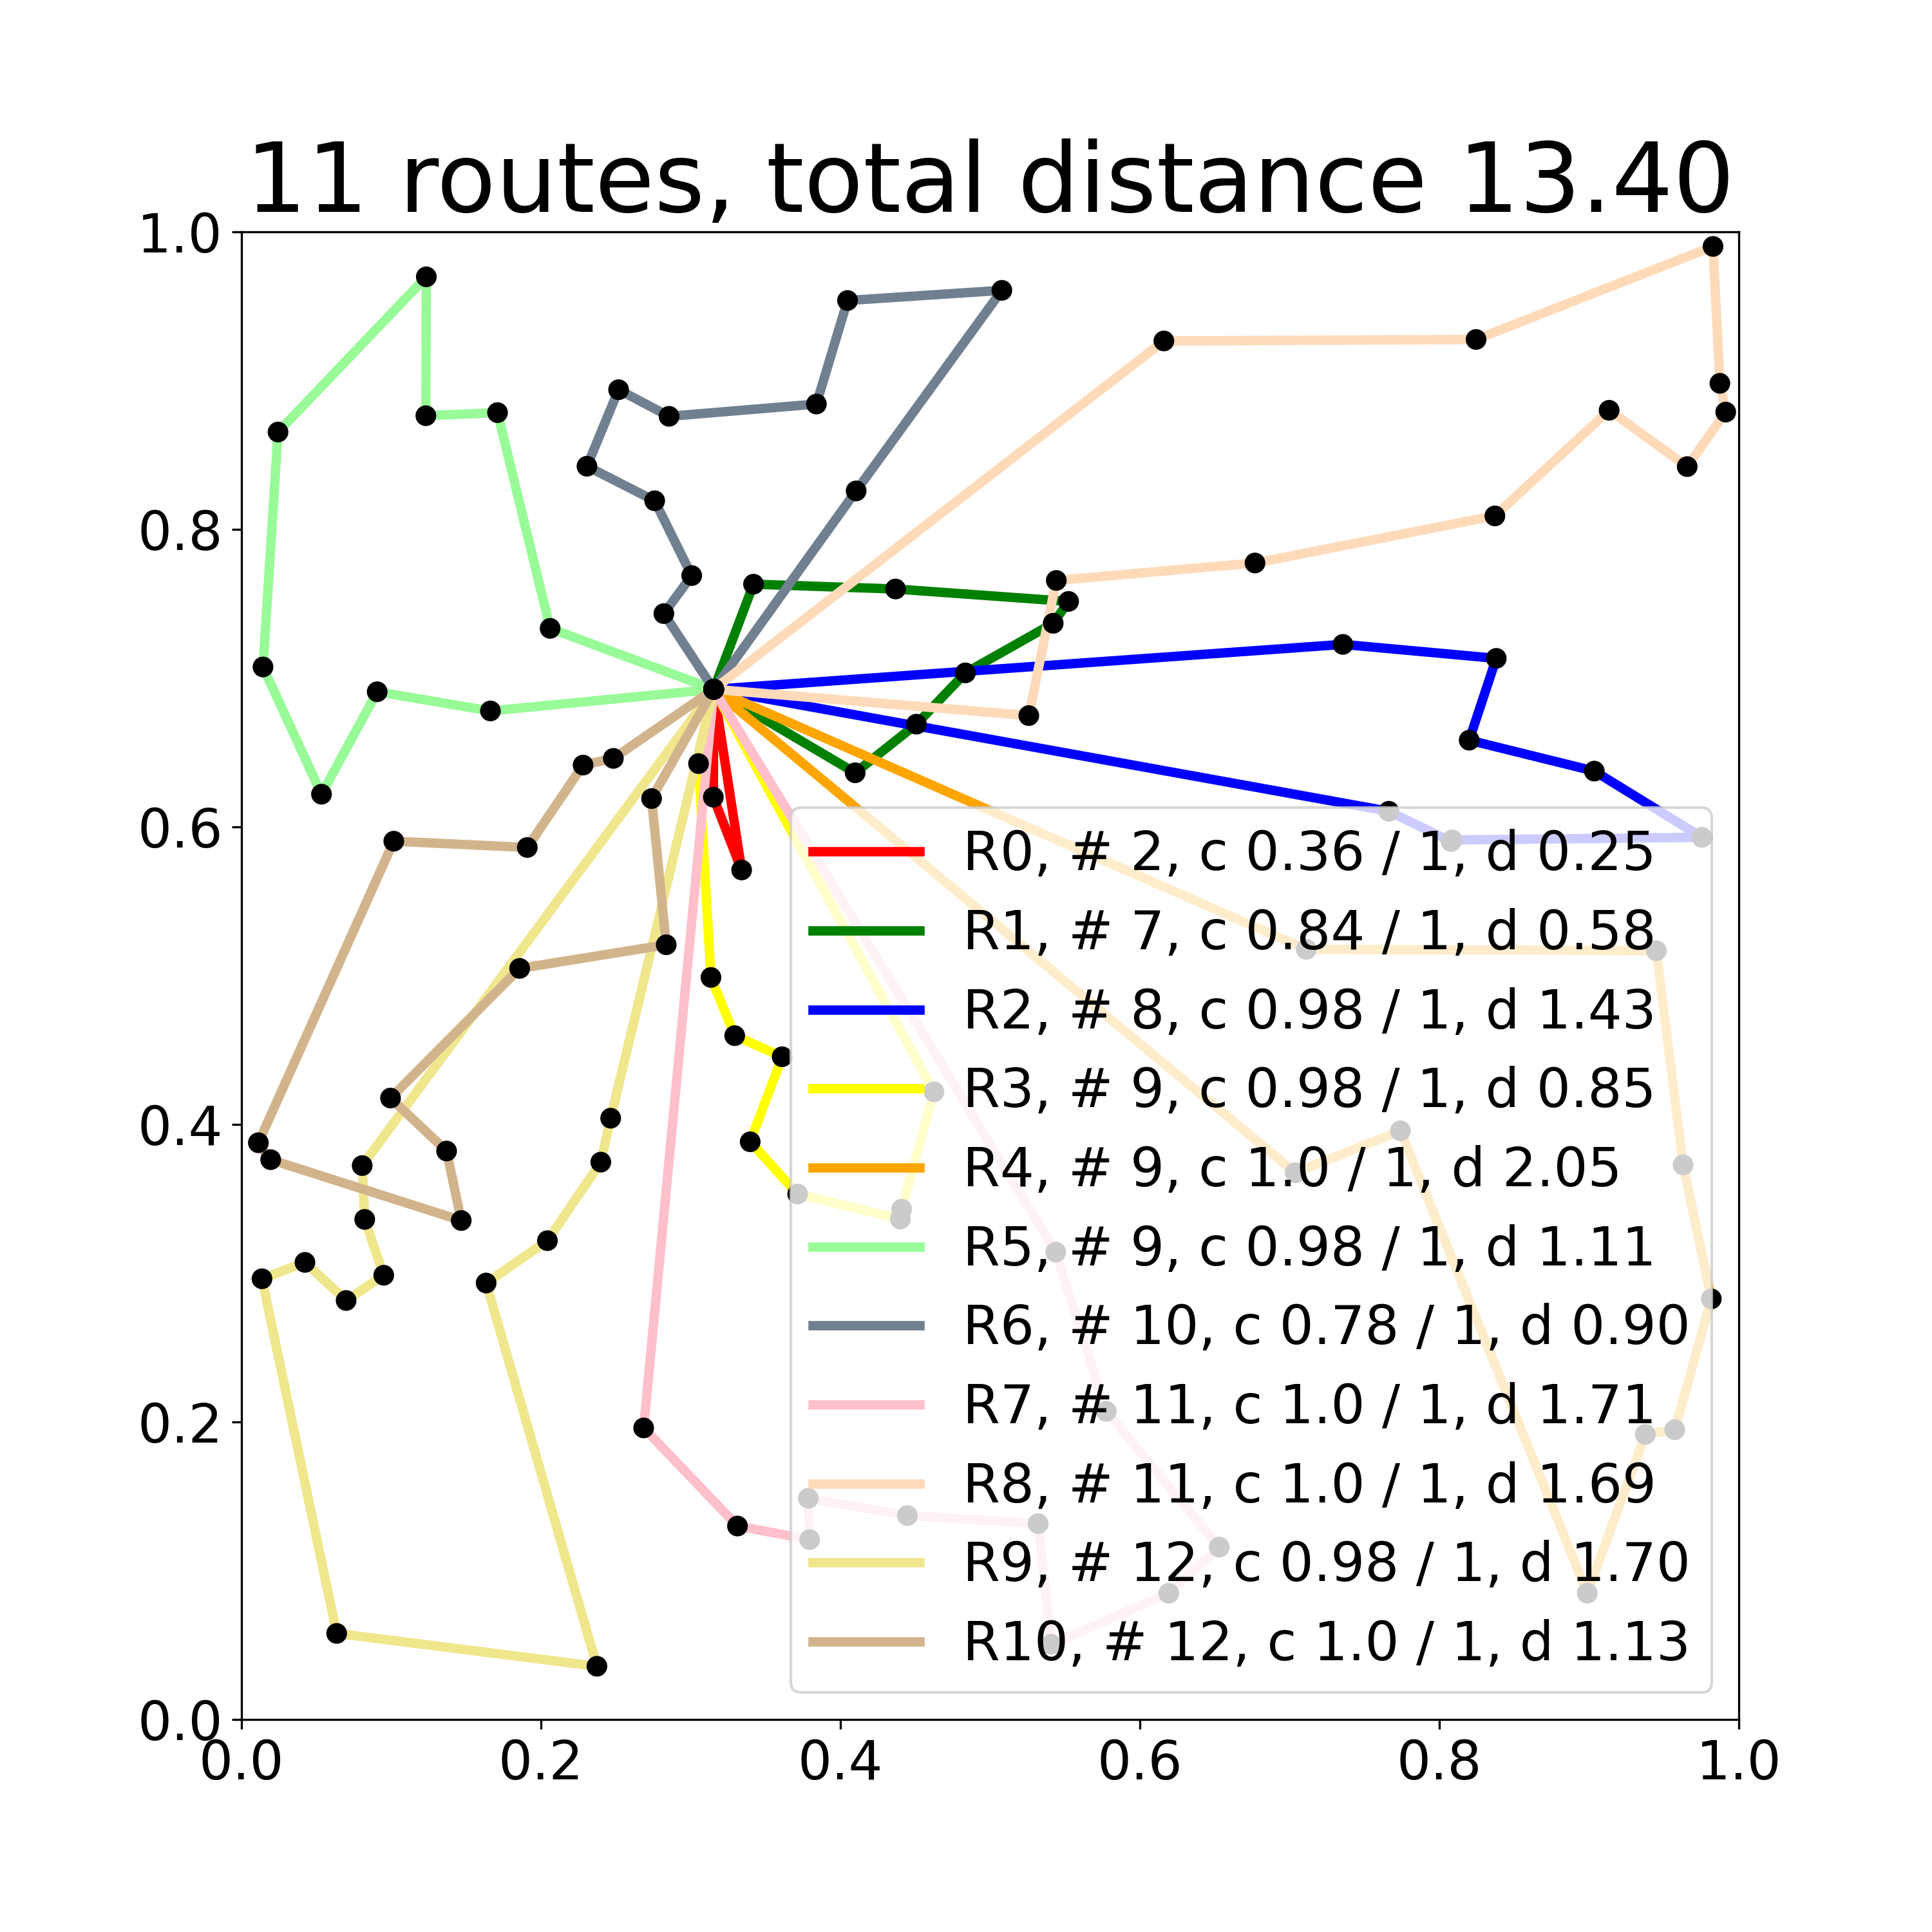 11 routes, total distance 13.40
1.0
0.8
0.6
0.4
0.2
0.0
0.0 0.2 0.4 0.6 0.8 1.0
R0, # 2, c 0.36 / 1, d 0.25
R1, # 7, c 0.84 / 1, d 0.58
R2, # 8, c 0.98 / 1, d 1.43
R3, # 9, c 0.98 / 1, d 0.85
R4, # 9, c 1.0 / 1, d 2.05
R5, # 9, c 0.98 / 1, d 1.11
R6, # 10, c 0.78 / 1, d 0.90
R7, # 11, c 1.0 / 1, d 1.71
R8, # 11, c 1.0 / 1, d 1.69
R9, # 12, c 0.98 / 1, d 1.70
R10, # 12, c 1.0 / 1, d 1.13